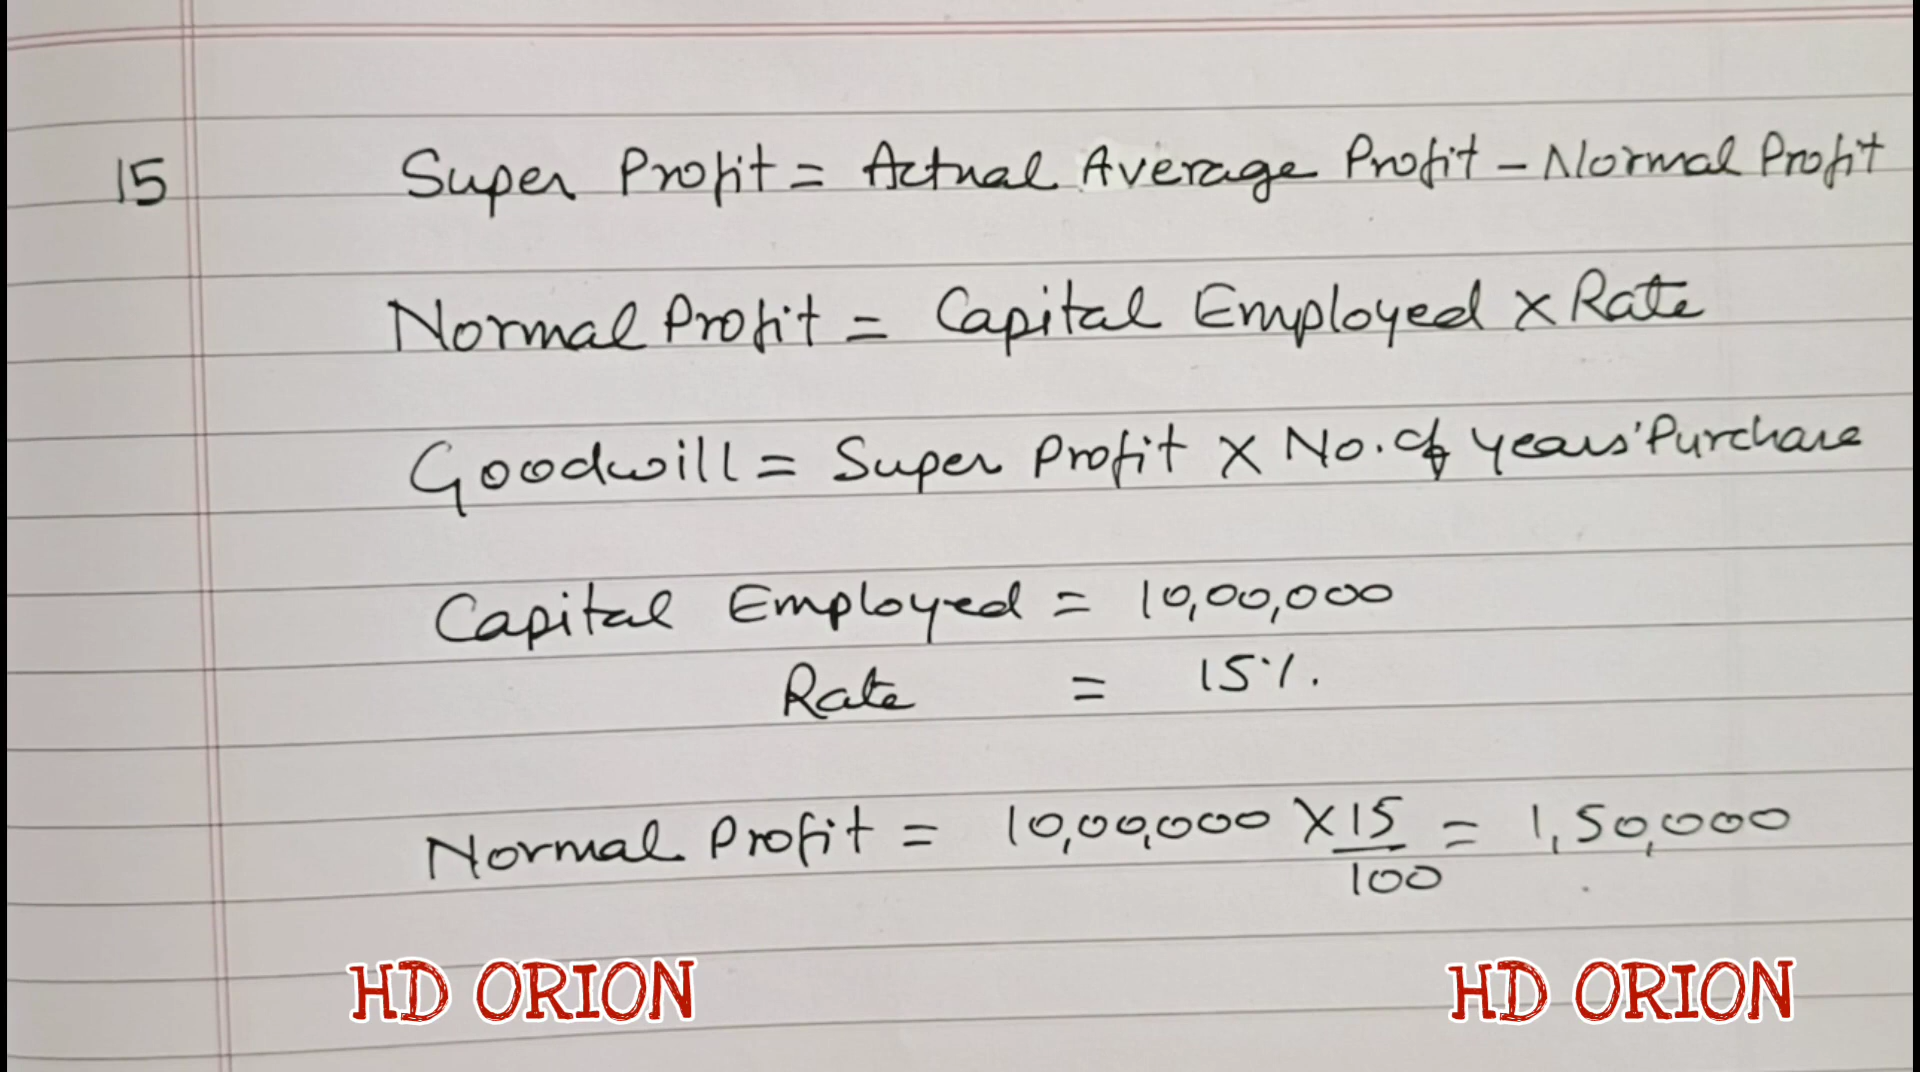 15 Super Profit = Actual Average Profit - Normal Profit
Normal Profit = Capital Employed x Rate
Goodwill = Super Profit x No. of years' Purchase
Capital Employed = 10,00,000
Rate = 15%.
Normal Profit = 10,00,000 x 15/100 = 1,50,000
HD ORION HD ORION